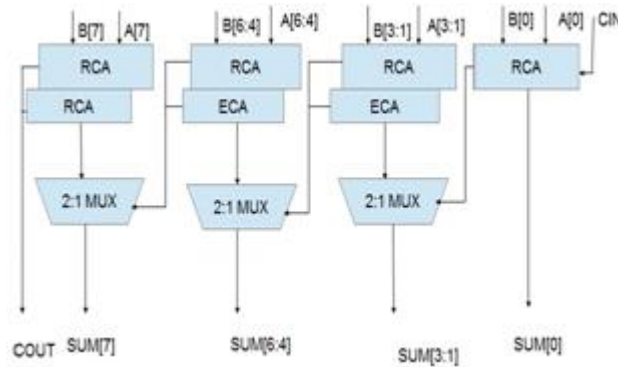 B[7] A[7] B[6:4] A[6:4] B[3:1] A[3:1] B[0] A[0] CIN
RCA RCA RCA RCA
RCA ECA ECA
2:1 MUX 2:1 MUX 2:1 MUX
COUT SUM[7] SUM[6:4] SUM[3:1] SUM[0]